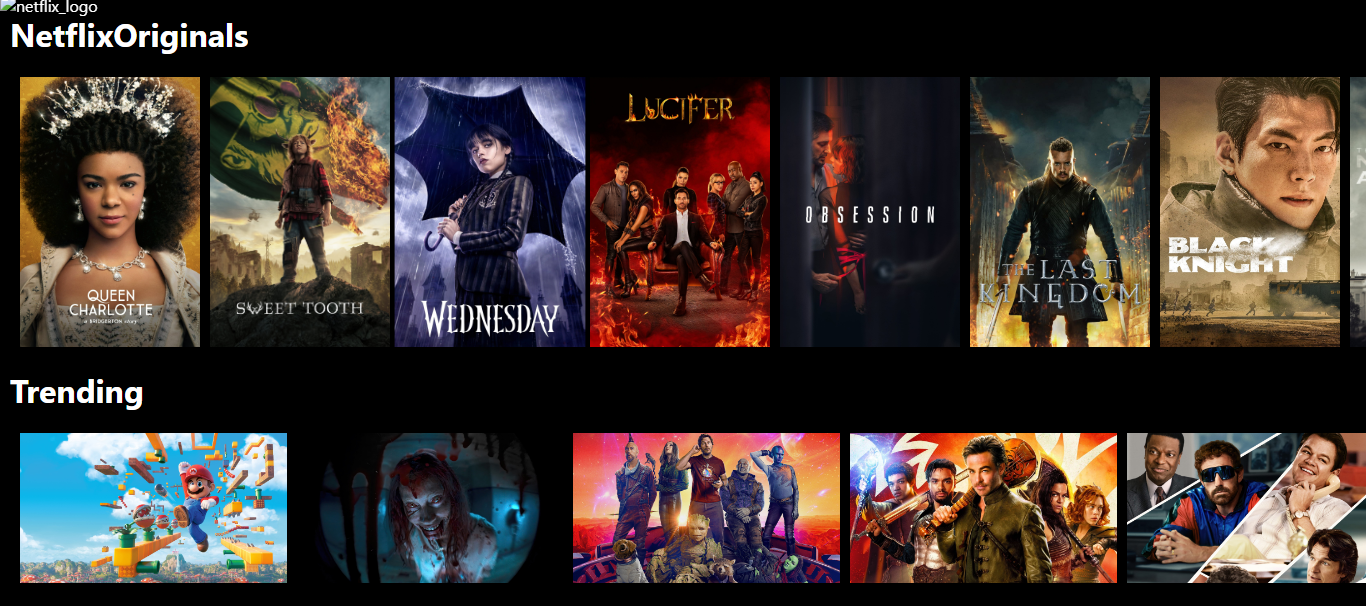 netflix_logo
NetflixOriginals
QUEEN
CHARLOTTE
A BRIDGERTON STORY
SWEET TOOTH
WEDNESDAY
LUCIFER
OBSESSION
THE LAST
KINGDOM
BLACK
KNIGHT
Trending